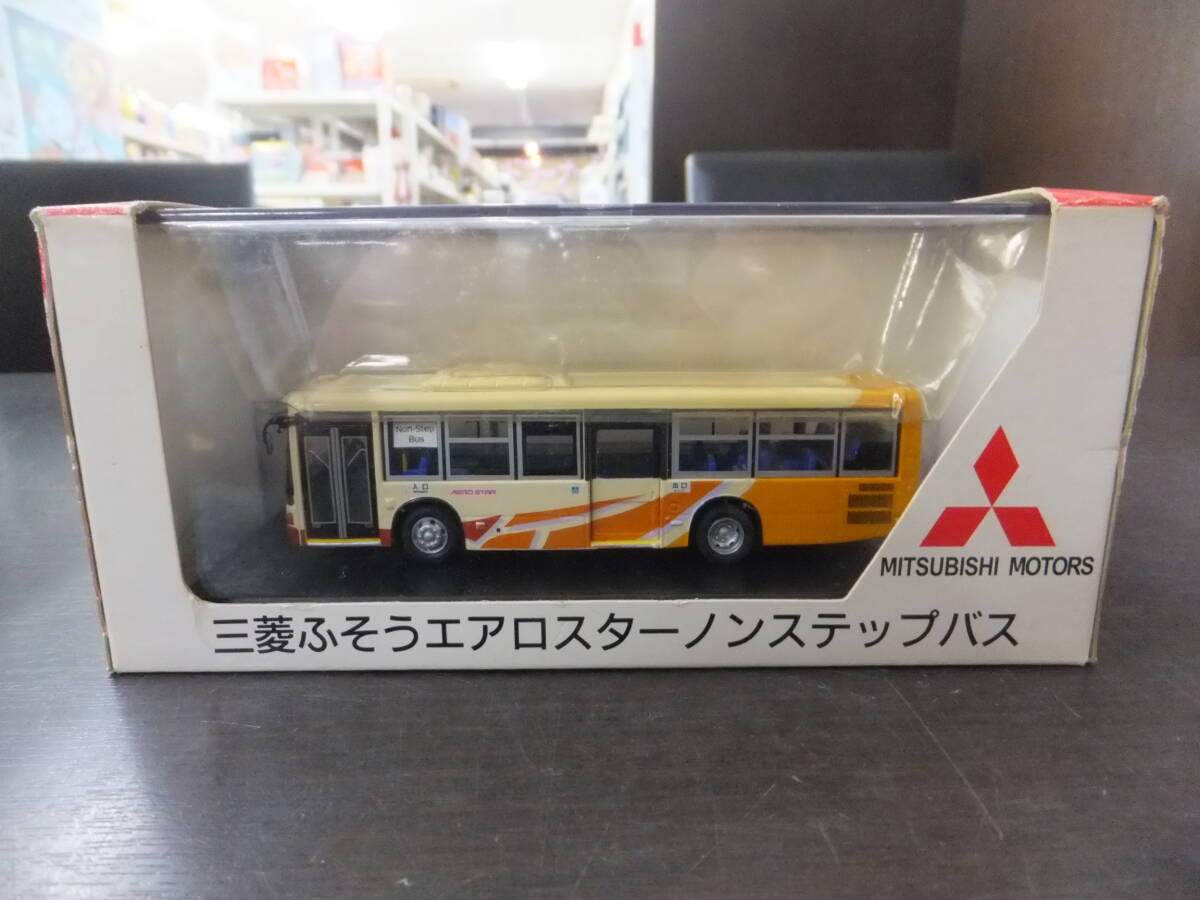 Non-Step
Bus
入口
AERO STAR
出口
MITSUBISHI MOTORS
三菱ふそうエアロスターノンステップバス